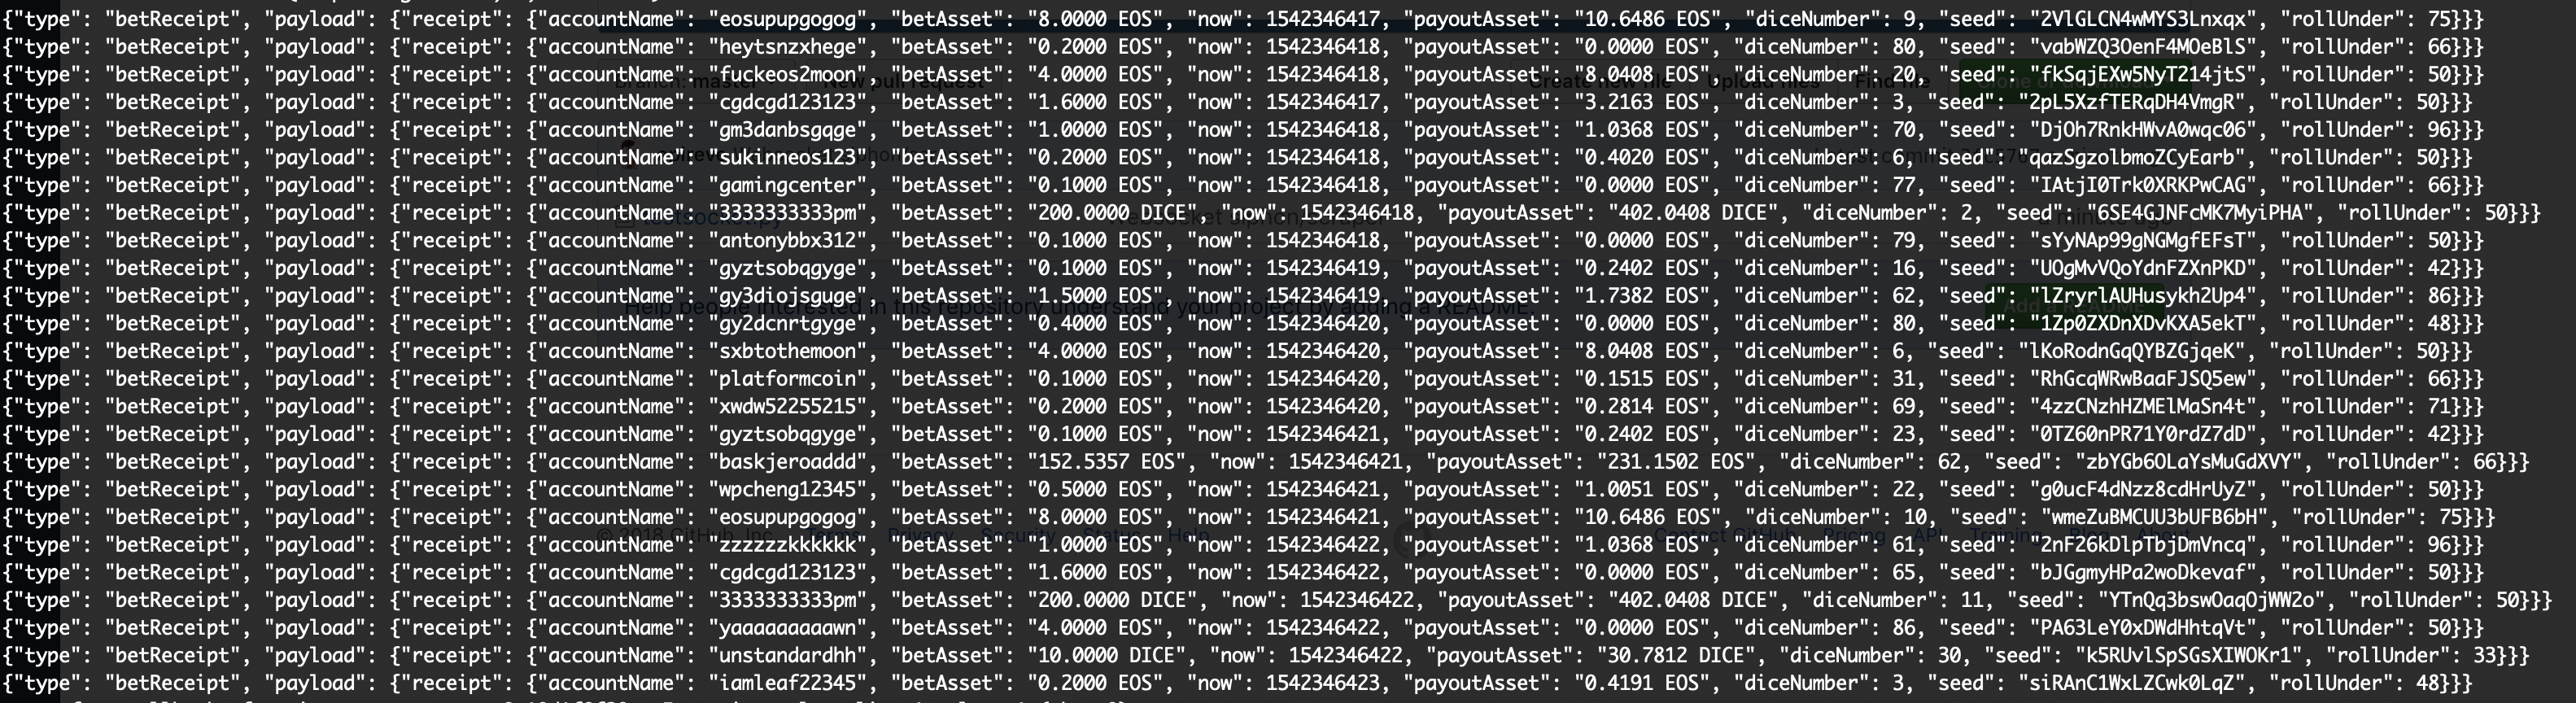 {"type": "betReceipt", "payload": {"receipt": {"accountName": "eosupupgogog", "betAsset": "8.0000 EOS", "now": 1542346417, "payoutAsset": "10.6486 EOS", "diceNumber": 9, "seed": "2VlGLCN4wMYS3Lnxqx", "rollUnder": 75}}}
{"type": "betReceipt", "payload": {"receipt": {"accountName": "heytsnzxhege", "betAsset": "0.2000 EOS", "now": 1542346418, "payoutAsset": "0.0000 EOS", "diceNumber": 80, "seed": "vabWZQ3OenF4MOeBlS", "rollUnder": 66}}}
{"type": "betReceipt", "payload": {"receipt": {"accountName": "fuckeos2moon", "betAsset": "4.0000 EOS", "now": 1542346418, "payoutAsset": "8.0408 EOS", "diceNumber": 20, "seed": "fkSqjEXw5NyT214jtS", "rollUnder": 50}}}
{"type": "betReceipt", "payload": {"receipt": {"accountName": "cgdcgd123123", "betAsset": "1.6000 EOS", "now": 1542346417, "payoutAsset": "3.2163 EOS", "diceNumber": 3, "seed": "2pL5XzfTERqDH4VmgR", "rollUnder": 50}}}
{"type": "betReceipt", "payload": {"receipt": {"accountName": "gm3danbsgqge", "betAsset": "1.0000 EOS", "now": 1542346418, "payoutAsset": "1.0368 EOS", "diceNumber": 70, "seed": "DjOh7RnkHWvA0wqc06", "rollUnder": 96}}}
{"type": "betReceipt", "payload": {"receipt": {"accountName": "sukinneos123", "betAsset": "0.2000 EOS", "now": 1542346418, "payoutAsset": "0.4020 EOS", "diceNumber": 6, "seed": "qazSgzolbmoZCyEarb", "rollUnder": 50}}}
{"type": "betReceipt", "payload": {"receipt": {"accountName": "gamingcenter", "betAsset": "0.1000 EOS", "now": 1542346418, "payoutAsset": "0.0000 EOS", "diceNumber": 77, "seed": "IAtjI0Trk0XRKPwCAG", "rollUnder": 66}}}
{"type": "betReceipt", "payload": {"receipt": {"accountName": "3333333333pm", "betAsset": "200.0000 DICE", "now": 1542346418, "payoutAsset": "402.0408 DICE", "diceNumber": 2, "seed": "6SE4GJNFcMK7MyiPHA", "rollUnder": 50}}}
{"type": "betReceipt", "payload": {"receipt": {"accountName": "antonybbx312", "betAsset": "0.1000 EOS", "now": 1542346418, "payoutAsset": "0.0000 EOS", "diceNumber": 79, "seed": "sYyNAp99gNGMgfEFsT", "rollUnder": 50}}}
{"type": "betReceipt", "payload": {"receipt": {"accountName": "gyztsobqgyge", "betAsset": "0.1000 EOS", "now": 1542346419, "payoutAsset": "0.2402 EOS", "diceNumber": 16, "seed": "UOgMvVQoYdnFZXnPKD", "rollUnder": 42}}}
{"type": "betReceipt", "payload": {"receipt": {"accountName": "gy3diojsguge", "betAsset": "1.5000 EOS", "now": 1542346419, "payoutAsset": "1.7382 EOS", "diceNumber": 62, "seed": "lZryrlAUHusykh2Up4", "rollUnder": 86}}}
{"type": "betReceipt", "payload": {"receipt": {"accountName": "gy2dcnrtgyge", "betAsset": "0.4000 EOS", "now": 1542346420, "payoutAsset": "0.0000 EOS", "diceNumber": 80, "seed": "1Zp0ZXDnXDvKXA5ekT", "rollUnder": 48}}}
{"type": "betReceipt", "payload": {"receipt": {"accountName": "sxbtothemoon", "betAsset": "4.0000 EOS", "now": 1542346420, "payoutAsset": "8.0408 EOS", "diceNumber": 6, "seed": "lKoRodnGqQYBZGjqeK", "rollUnder": 50}}}
{"type": "betReceipt", "payload": {"receipt": {"accountName": "platformcoin", "betAsset": "0.1000 EOS", "now": 1542346420, "payoutAsset": "0.1515 EOS", "diceNumber": 31, "seed": "RhGcqWRwBaaFJSQ5ew", "rollUnder": 66}}}
{"type": "betReceipt", "payload": {"receipt": {"accountName": "xwdw52255215", "betAsset": "0.2000 EOS", "now": 1542346420, "payoutAsset": "0.2814 EOS", "diceNumber": 69, "seed": "4zzCNzhHZMElMaSn4t", "rollUnder": 71}}}
{"type": "betReceipt", "payload": {"receipt": {"accountName": "gyztsobqgyge", "betAsset": "0.1000 EOS", "now": 1542346421, "payoutAsset": "0.2402 EOS", "diceNumber": 23, "seed": "0TZ60nPR71Y0rdZ7dD", "rollUnder": 42}}}
{"type": "betReceipt", "payload": {"receipt": {"accountName": "baskjeroaddd", "betAsset": "152.5357 EOS", "now": 1542346421, "payoutAsset": "231.1502 EOS", "diceNumber": 62, "seed": "zbYGb6OLaYsMuGdXVY", "rollUnder": 66}}}
{"type": "betReceipt", "payload": {"receipt": {"accountName": "wpcheng12345", "betAsset": "0.5000 EOS", "now": 1542346421, "payoutAsset": "1.0051 EOS", "diceNumber": 22, "seed": "g0ucF4dNzz8cdHrUyZ", "rollUnder": 50}}}
{"type": "betReceipt", "payload": {"receipt": {"accountName": "eosupupgogog", "betAsset": "8.0000 EOS", "now": 1542346421, "payoutAsset": "10.6486 EOS", "diceNumber": 10, "seed": "wmeZuBMCUU3bUFB6bH", "rollUnder": 75}}}
{"type": "betReceipt", "payload": {"receipt": {"accountName": "zzzzzzkkkkkk", "betAsset": "1.0000 EOS", "now": 1542346422, "payoutAsset": "1.0368 EOS", "diceNumber": 61, "seed": "2nF26kDlpTbjDmVncq", "rollUnder": 96}}}
{"type": "betReceipt", "payload": {"receipt": {"accountName": "cgdcgd123123", "betAsset": "1.6000 EOS", "now": 1542346422, "payoutAsset": "0.0000 EOS", "diceNumber": 65, "seed": "bJGgmyHPa2woDkevaf", "rollUnder": 50}}}
{"type": "betReceipt", "payload": {"receipt": {"accountName": "3333333333pm", "betAsset": "200.0000 DICE", "now": 1542346422, "payoutAsset": "402.0408 DICE", "diceNumber": 11, "seed": "YTnQq3bswOaqOjWW2o", "rollUnder": 50}}}
{"type": "betReceipt", "payload": {"receipt": {"accountName": "yaaaaaaaaawn", "betAsset": "4.0000 EOS", "now": 1542346422, "payoutAsset": "0.0000 EOS", "diceNumber": 86, "seed": "PA63LeY0xDWdHhtqVt", "rollUnder": 50}}}
{"type": "betReceipt", "payload": {"receipt": {"accountName": "unstandardhh", "betAsset": "10.0000 DICE", "now": 1542346422, "payoutAsset": "30.7812 DICE", "diceNumber": 30, "seed": "k5RUvlSpSGsXIWOKr1", "rollUnder": 33}}}
{"type": "betReceipt", "payload": {"receipt": {"accountName": "iamleaf22345", "betAsset": "0.2000 EOS", "now": 1542346423, "payoutAsset": "0.4191 EOS", "diceNumber": 3, "seed": "siRAnC1WxLZCwk0LqZ", "rollUnder": 48}}}